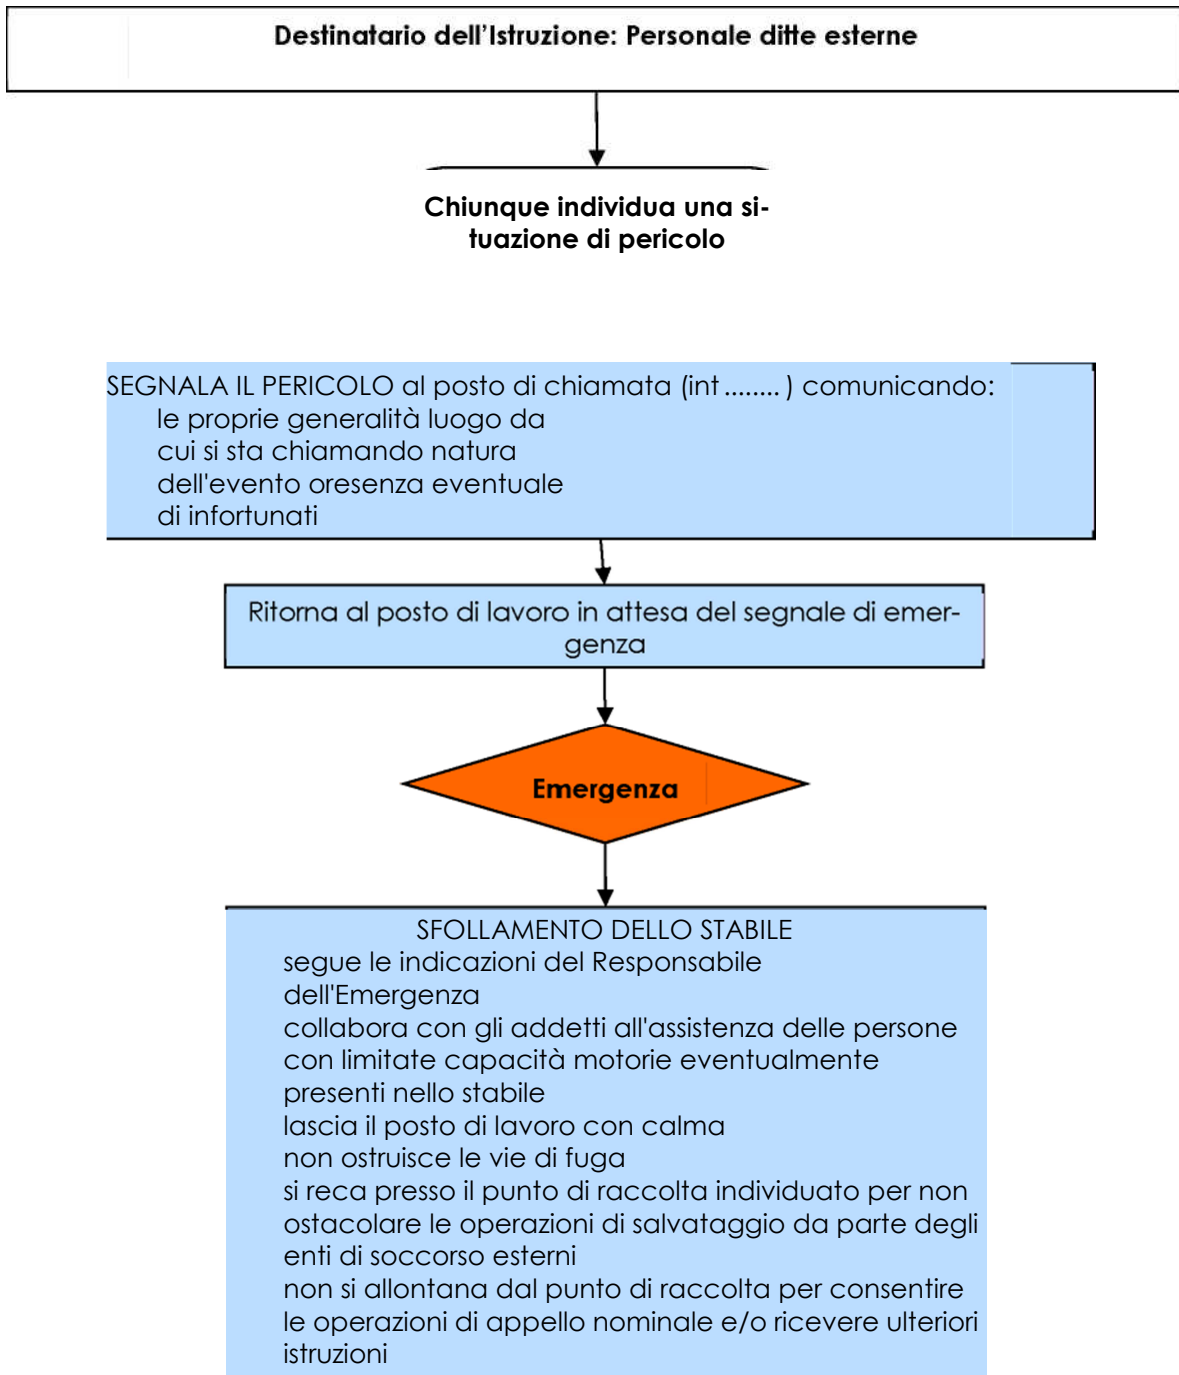 Destinatario dell'Istruzione: Personale ditte esterne
Chiunque individua una si-
tuazione di pericolo
SEGNALA IL PERICOLO al posto di chiamata (int ........ ) comunicando:
le proprie generalità luogo da
cui si sta chiamando natura
dell'evento oresenza eventuale
di infortunati
Ritorna al posto di lavoro in attesa del segnale di emer-
genza
Emergenza
SFOLLAMENTO DELLO STABILE
segue le indicazioni del Responsabile
dell'Emergenza
collabora con gli addetti all'assistenza delle persone
con limitate capacità motorie eventualmente
presenti nello stabile
lascia il posto di lavoro con calma
non ostruisce le vie di fuga
si reca presso il punto di raccolta individuato per non
ostacolare le operazioni di salvataggio da parte degli
enti di soccorso esterni
non si allontana dal punto di raccolta per consentire
le operazioni di appello nominale e/o ricevere ulteriori
istruzioni